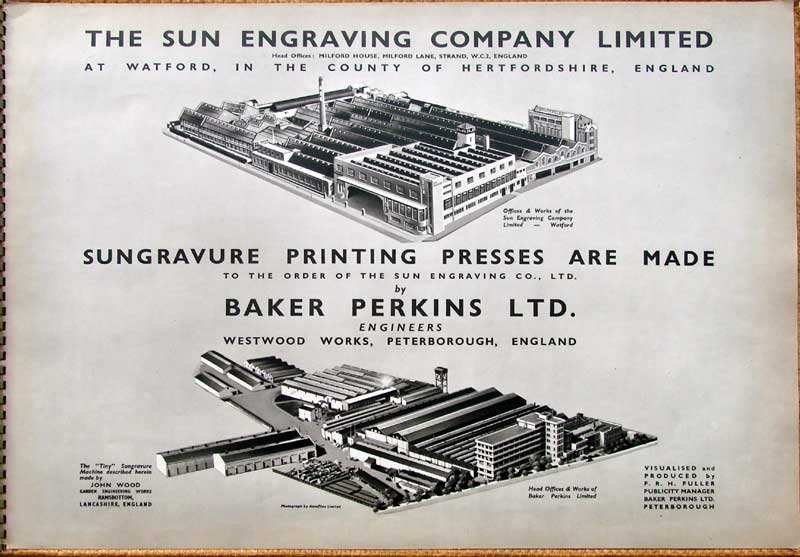 THE SUN ENGRAVING COMPANY LIMITED
Head Offices: MILFORD HOUSE, MILFORD LANE, STRAND, W.C.2, ENGLAND
AT WATFORD, IN THE COUNTY OF HERTFORDSHIRE, ENGLAND
Offices & Works of the
Sun Engraving Company
Limited — Watford
SUNGRAVURE PRINTING PRESSES ARE MADE
TO THE ORDER OF THE SUN ENGRAVING CO., LTD.
by
BAKER PERKINS LTD.
ENGINEERS
WESTWOOD WORKS, PETERBOROUGH, ENGLAND
The "Tiny" Sungravure
Machine described herein
made by
JOHN WOOD
GARDEN ENGINEERING WORKS
RAMSBOTTOM,
LANCASHIRE, ENGLAND
Photograph by Aerofilms Limited
Head Offices & Works of
Baker Perkins Limited
VISUALISED and
PRODUCED by
F. R. H. FULLER
PUBLICITY MANAGER
BAKER PERKINS LTD.
PETERBOROUGH